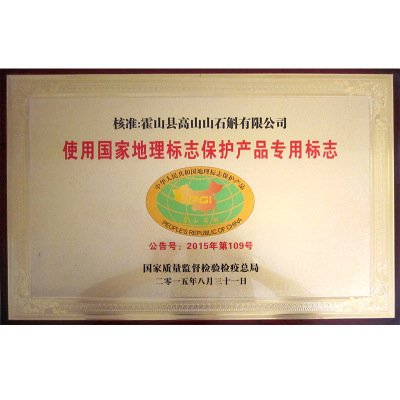 核准:霍山县高山山石斛有限公司
使用国家地理标志保护产品专用标志
中华人民共和国地理标志保护产品
PGI
PEOPLE'S REPUBLIC OF CHINA
公告号：2015年第109号
国家质量监督检验检疫总局
二〇一五年八月三十一日